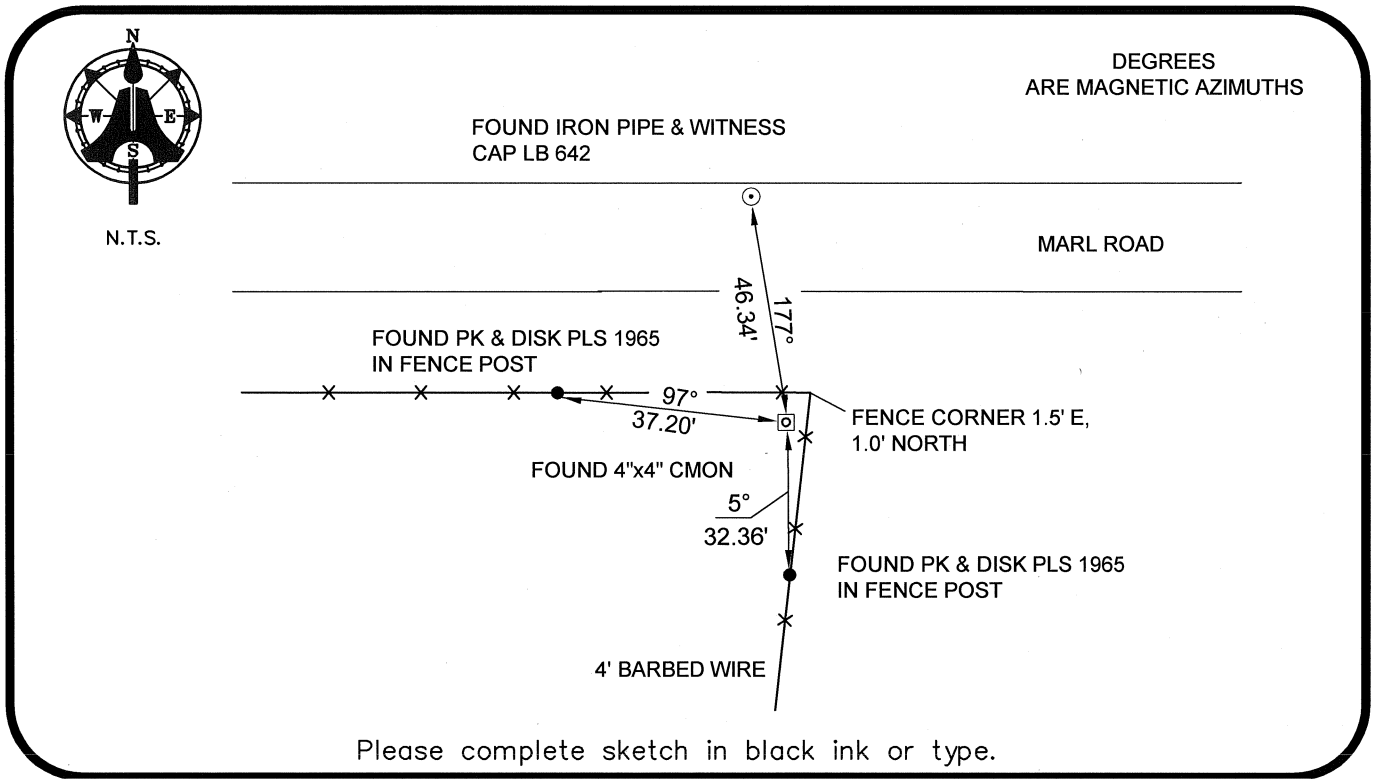 N
W E
S
N.T.S.
DEGREES
ARE MAGNETIC AZIMUTHS
FOUND IRON PIPE & WITNESS
CAP LB 642
MARL ROAD
46.34'
177°
FOUND PK & DISK PLS 1965
IN FENCE POST
97°
37.20'
FENCE CORNER 1.5' E,
1.0' NORTH
FOUND 4"x4" CMON
5°
32.36'
FOUND PK & DISK PLS 1965
IN FENCE POST
4' BARBED WIRE
Please complete sketch in black ink or type.